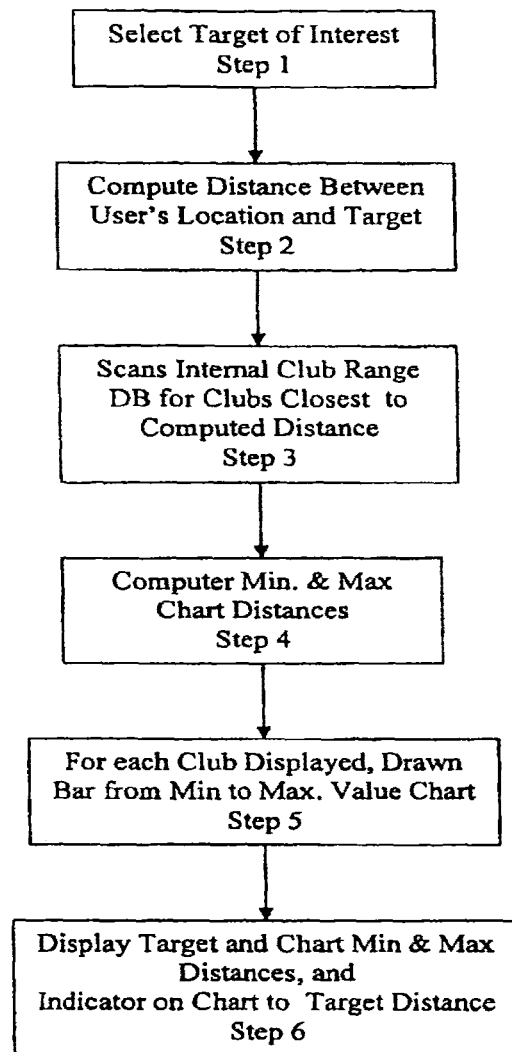 Select Target of Interest
Step 1
Compute Distance Between
User's Location and Target
Step 2
Scans Internal Club Range
DB for Clubs Closest to
Computed Distance
Step 3
Computer Min. & Max
Chart Distances
Step 4
For each Club Displayed, Drawn
Bar from Min to Max. Value Chart
Step 5
Display Target and Chart Min & Max
Distances, and
Indicator on Chart to Target Distance
Step 6